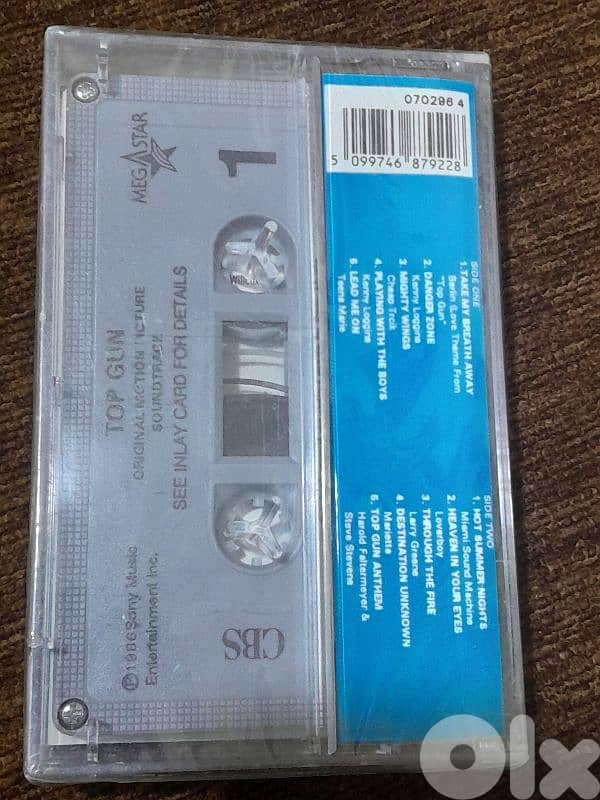 MEGASTAR
1
TOP GUN
ORIGINAL MOTION PICTURE
SOUNDTRACK
SEE INLAY CARD FOR DETAILS
℗1986 Sony Music
Entertainment Inc.
CBS
070296 4
5 099746 879228
SIDE ONE
1. TAKE MY BREATH AWAY
Berlin (Love Theme From
"Top Gun"
2. DANGER ZONE
Kenny Loggins
3. MIGHTY WINGS
Cheap Trcik
4. PLAYING WITH THE BOYS
Kenny Loggins
5. LEAD ME ON
Teena Marie
SIDE TWO
1. HOT SUMMER NIGHTS
Miami Sound Machine
2. HEAVEN IN YOUR EYES
Loverboy
3. THROUGH THE FIRE
Larry Greene
4. DESTINATION UNKNOWN
Marietta
5. TOP GUN ANTHEM
Harold Faltermeyer &
Steve Stevens
olx